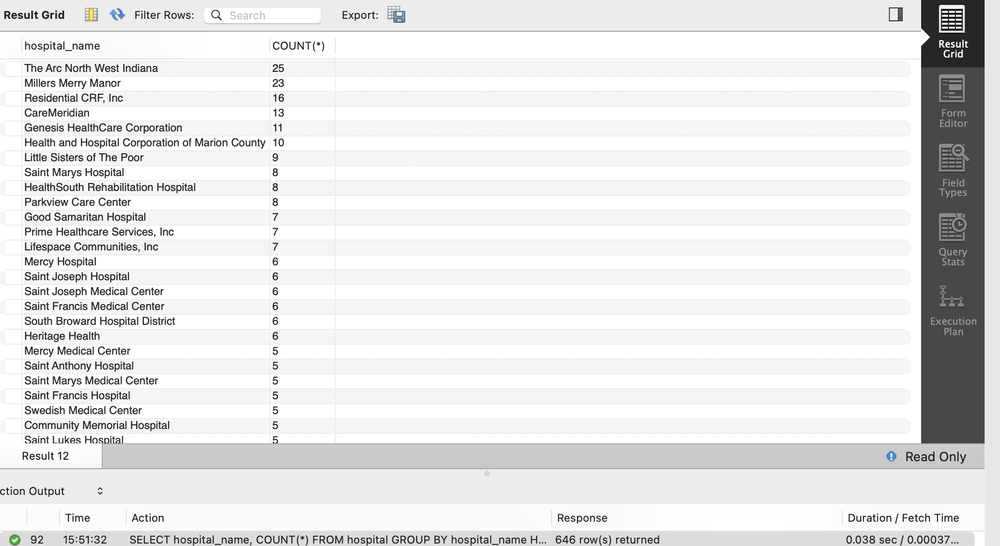 Result Grid Filter Rows: Search Export:
hospital_name COUNT(*)
The Arc North West Indiana 25
Millers Merry Manor 23
Residential CRF, Inc 16
CareMeridian 13
Genesis HealthCare Corporation 11
Health and Hospital Corporation of Marion County 10
Little Sisters of The Poor 9
Saint Marys Hospital 8
HealthSouth Rehabilitation Hospital 8
Parkview Care Center 8
Good Samaritan Hospital 7
Prime Healthcare Services, Inc 7
Lifespace Communities, Inc 7
Mercy Hospital 6
Saint Joseph Hospital 6
Saint Joseph Medical Center 6
Saint Francis Medical Center 6
South Broward Hospital District 6
Heritage Health 6
Mercy Medical Center 5
Saint Anthony Hospital 5
Saint Marys Medical Center 5
Saint Francis Hospital 5
Swedish Medical Center 5
Community Memorial Hospital 5
Saint Lukes Hospital 5
Result
Grid
Form
Editor
Field
Types
Query
Stats
Execution
Plan
Result 12 Read Only
ction Output
Time Action Response Duration / Fetch Time
92 15:51:32 SELECT hospital_name, COUNT(*) FROM hospital GROUP BY hospital_name H... 646 row(s) returned 0.038 sec / 0.00037...